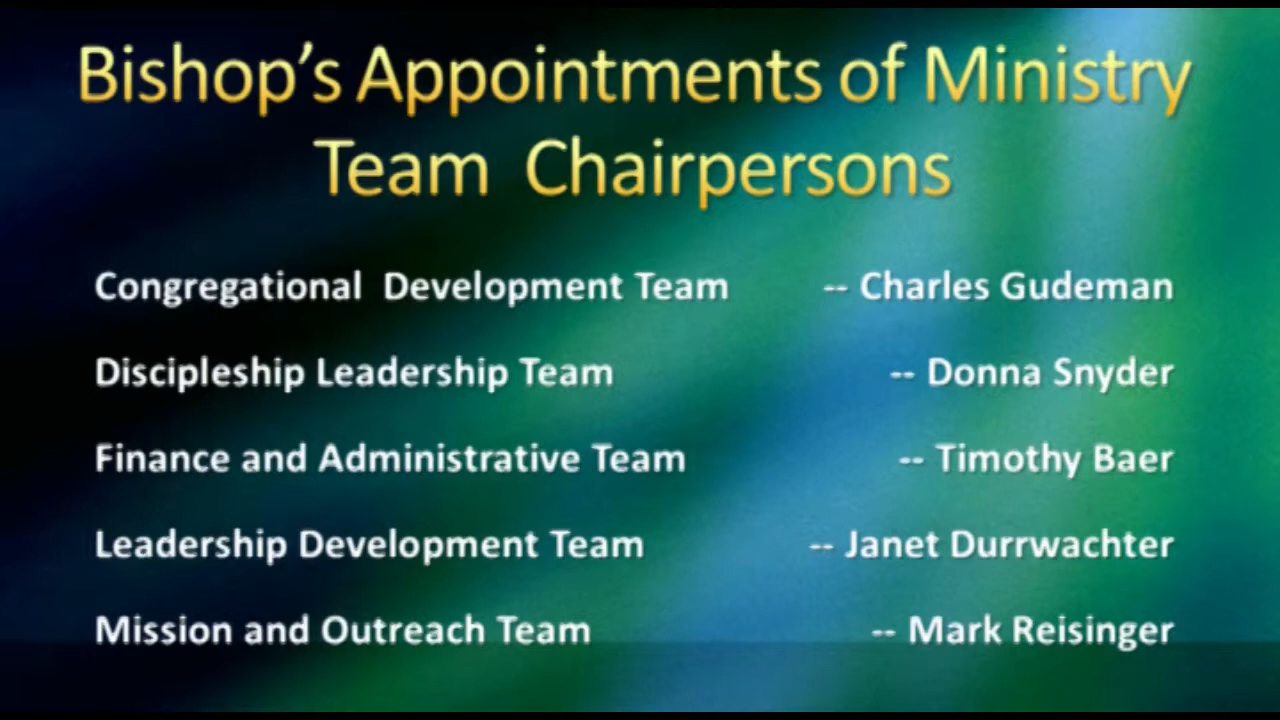 Bishop’s Appointments of Ministry
Team Chairpersons
Congregational Development Team -- Charles Gudeman
Discipleship Leadership Team -- Donna Snyder
Finance and Administrative Team -- Timothy Baer
Leadership Development Team -- Janet Durrwachter
Mission and Outreach Team -- Mark Reisinger